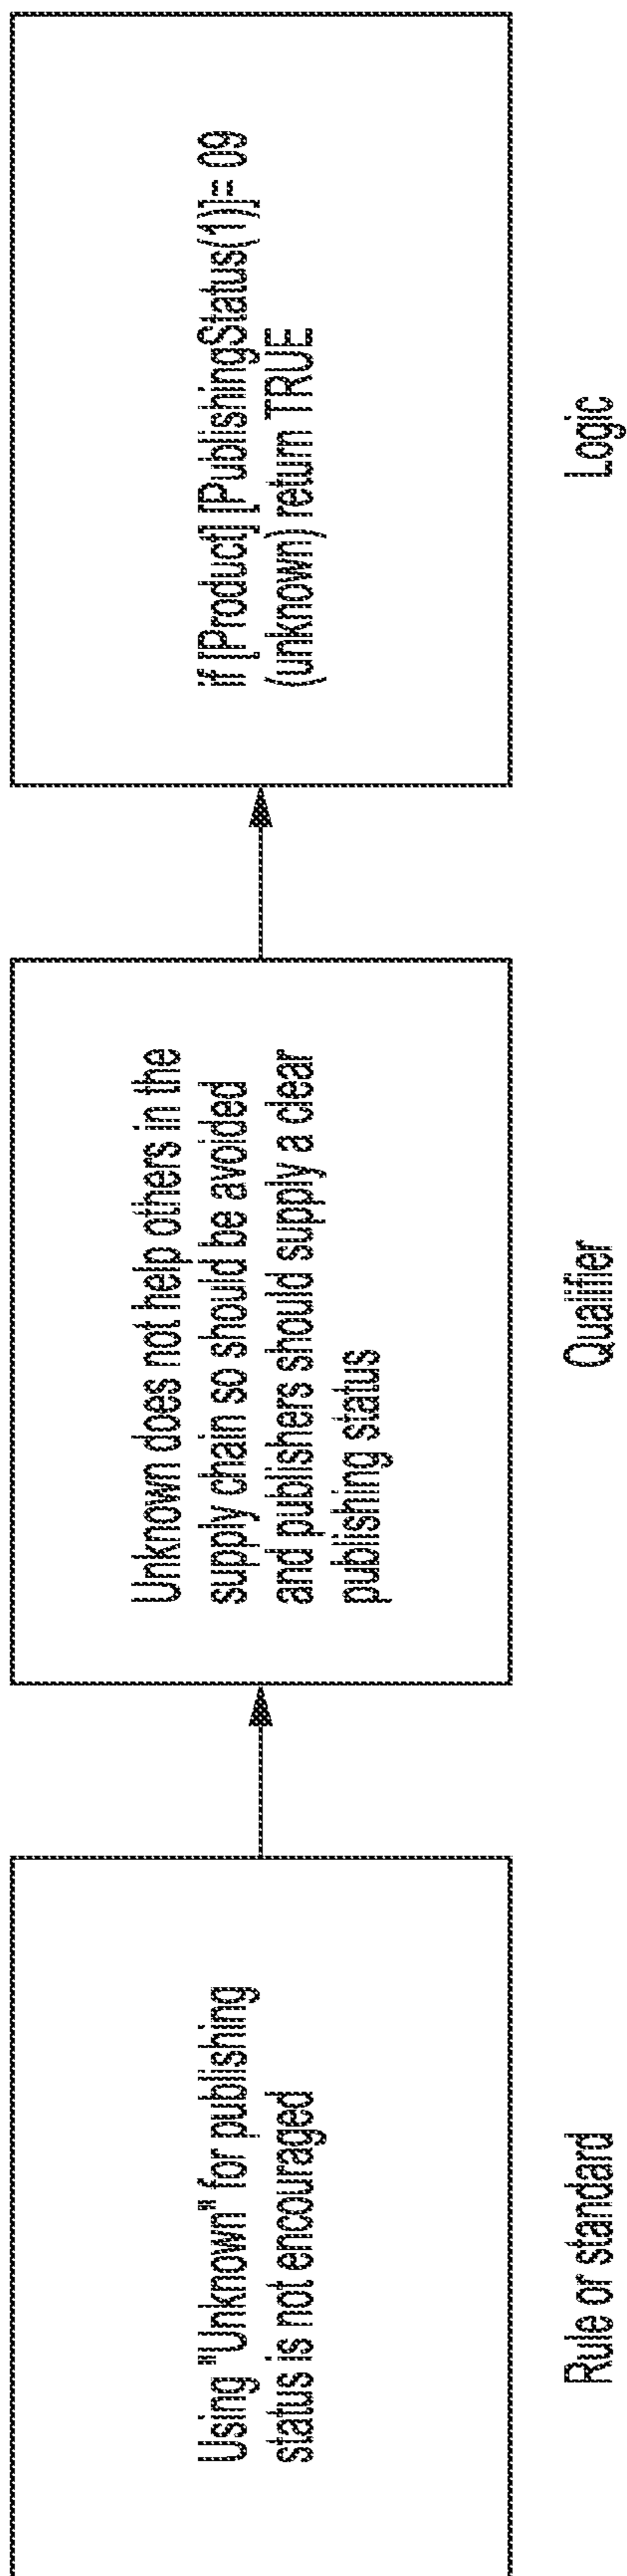 Using "Unknown" for publishing
status is not encouraged
Rule or standard
Unknown does not help others in the
supply chain so should be avoided
and publishers should supply a clear
publishing status
Qualifier
if [Product] [PublishingStatus(1)]= 09
(unknown) return TRUE
Logic